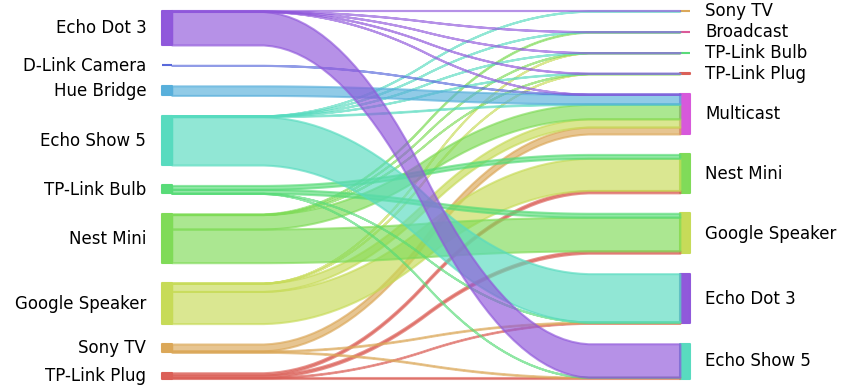 Echo Dot 3
D-Link Camera
Hue Bridge
Echo Show 5
TP-Link Bulb
Nest Mini
Google Speaker
Sony TV
TP-Link Plug
Sony TV
Broadcast
TP-Link Bulb
TP-Link Plug
Multicast
Nest Mini
Google Speaker
Echo Dot 3
Echo Show 5